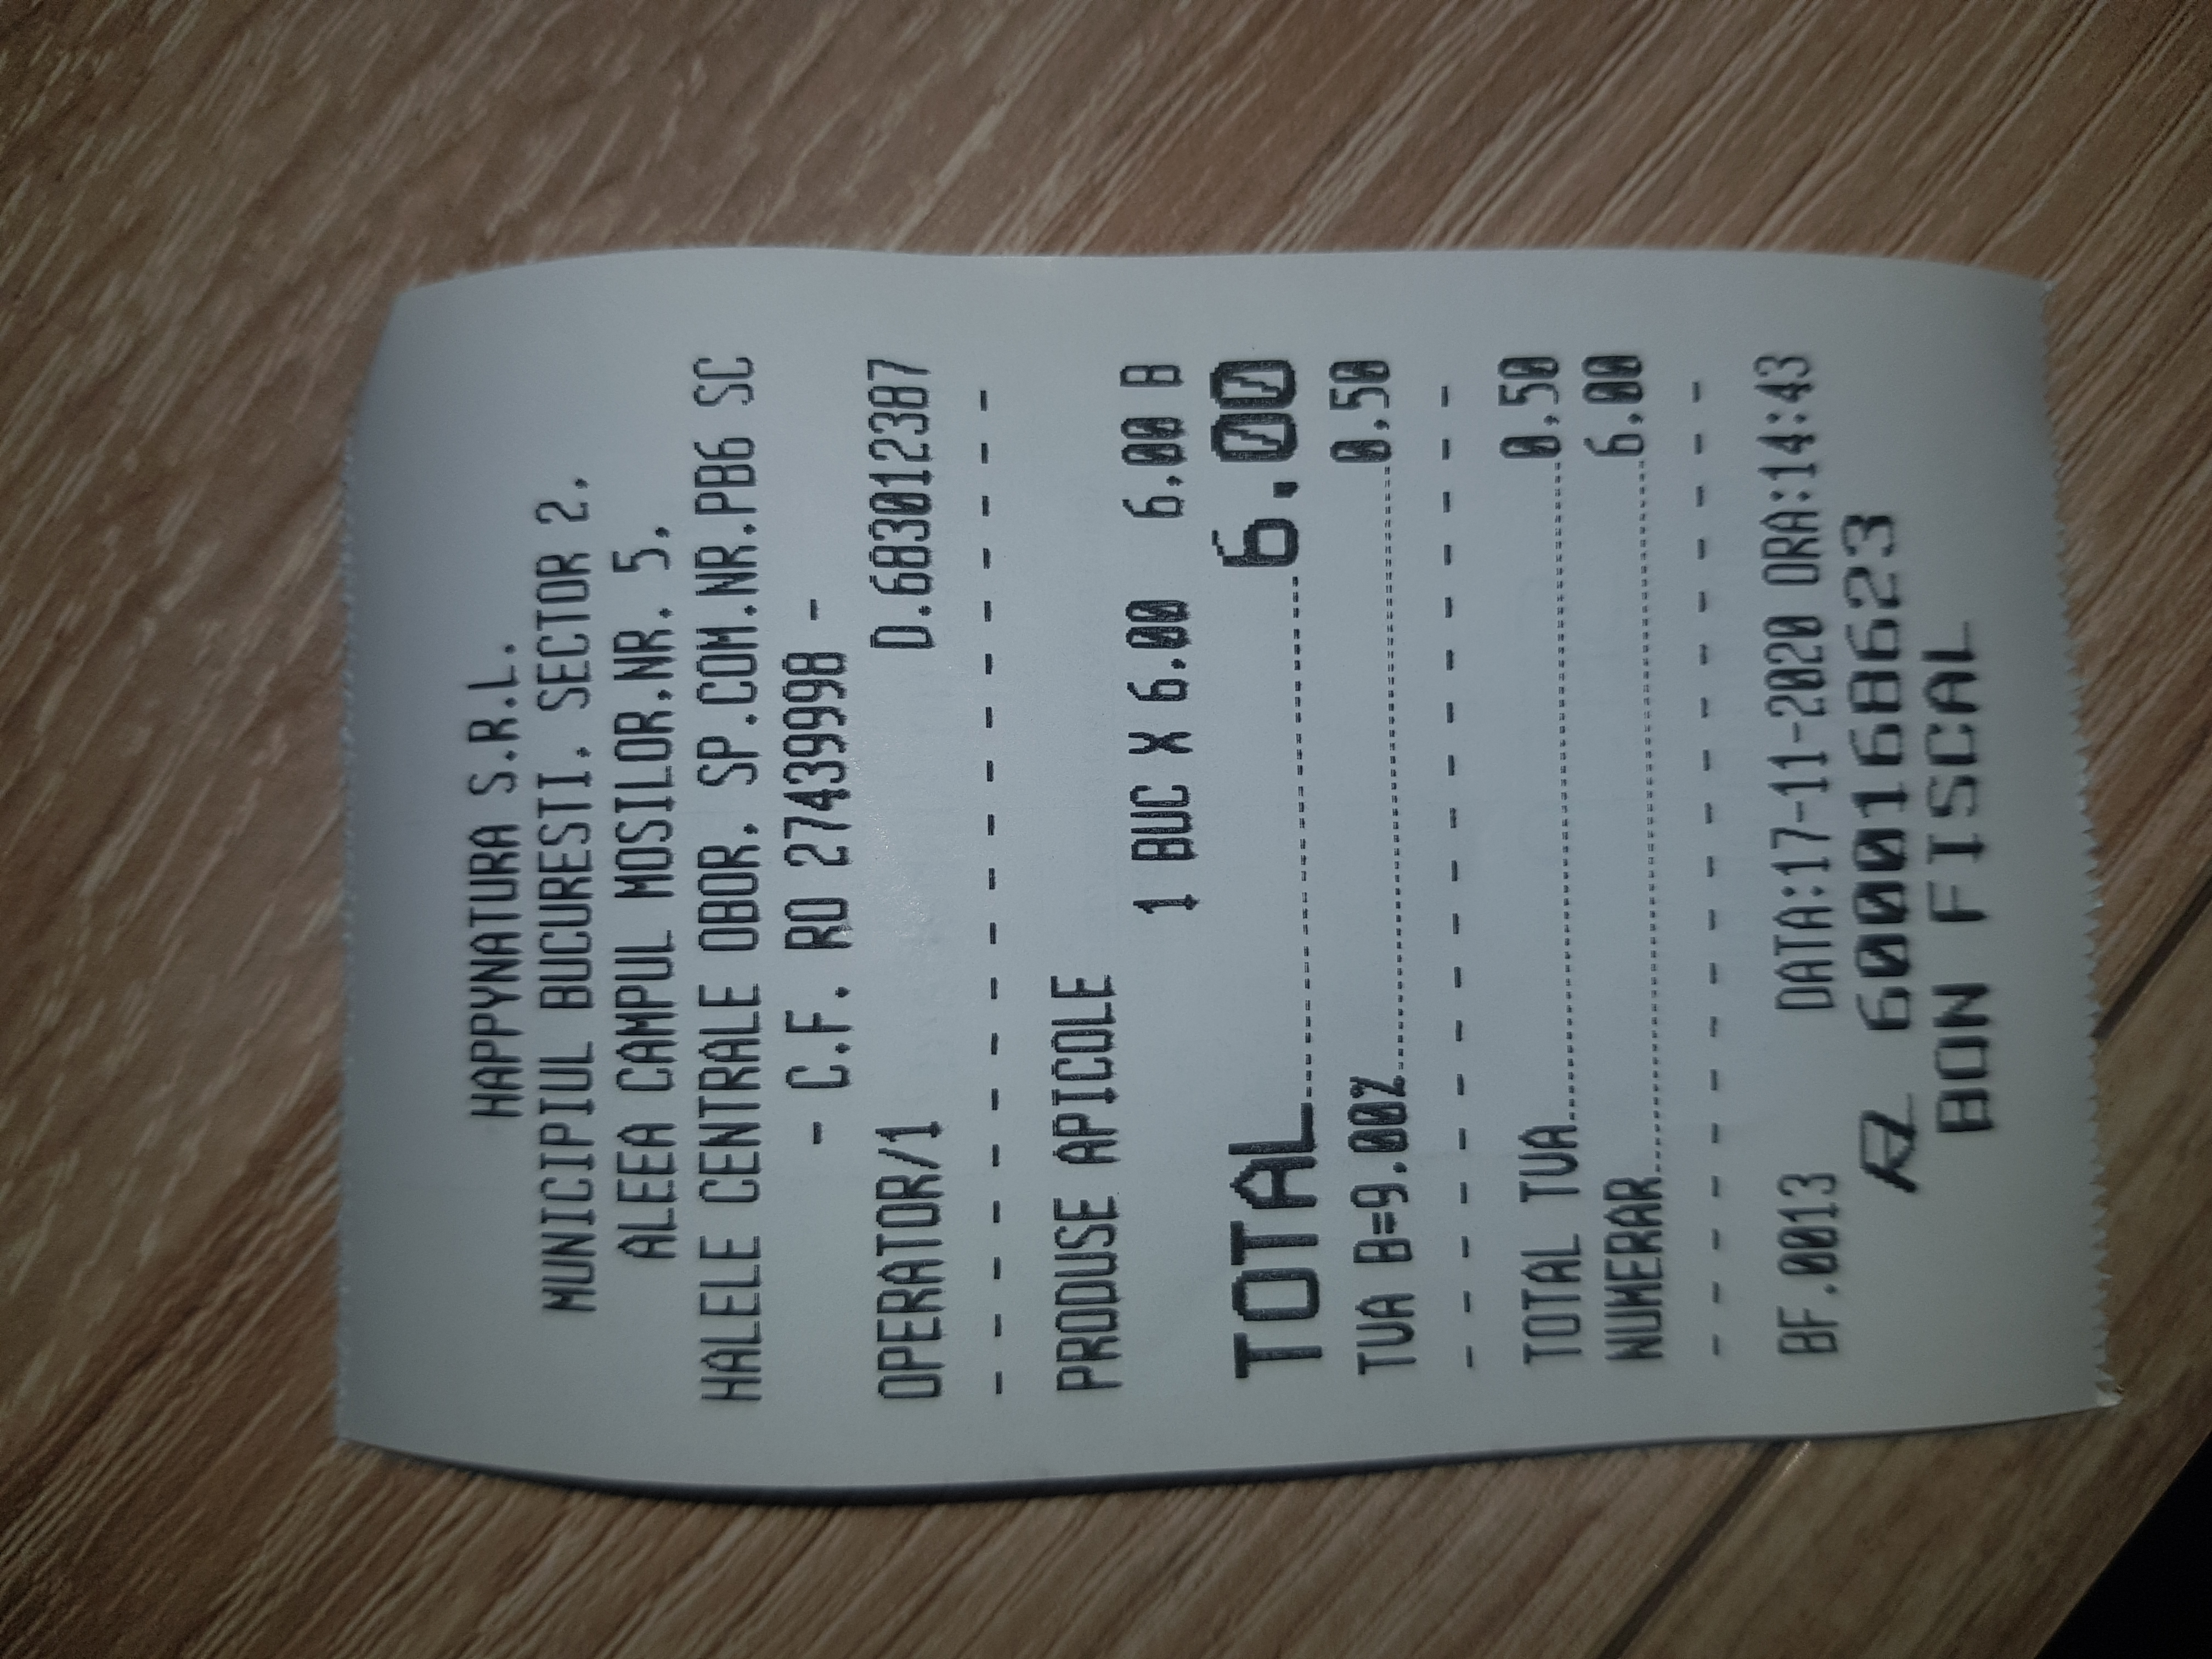 HAPPYNATURA S.R.L.
MUNICIPIUL BUCURESTI, SECTOR 2,
ALEEA CAMPUL MOSILOR,NR. 5,
HALELE CENTRALE OBOR, SP.COM.NR.PB6 SC
- C.F. RO 27439998 -
OPERATOR/1 D.6830123B7
- - - - - - - - - - - - - - - - - - -
PRODUSE APICOLE
1 BUC X 6.00 6.00 B
TOTAL 6.00
TVA B=9.00% 0.50
- - - - - - - - - - - - - - - - - - -
TOTAL TVA 0.50
NUMERAR 6.00
- - - - - - - - - - - - - - - - - - -
BF.0013 DATA:17-11-2020 ORA:14:43
6000168623
BON FISCAL